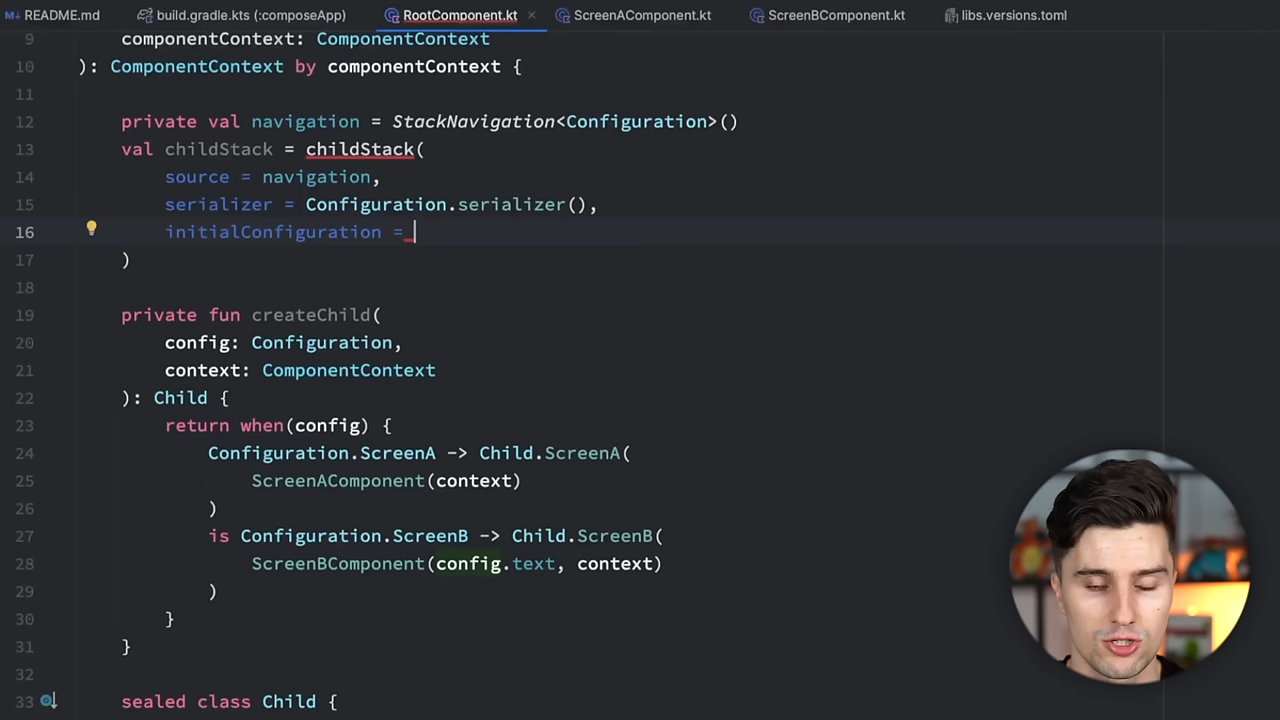 README.md
build.gradle.kts (:composeApp)
RootComponent.kt
ScreenAComponent.kt
ScreenBComponent.kt
libs.versions.toml
9 componentContext: ComponentContext
10 ): ComponentContext by componentContext {
11
12 private val navigation = StackNavigation<Configuration>()
13 val childStack = childStack(
14 source = navigation,
15 serializer = Configuration.serializer(),
16 initialConfiguration =
17 )
18
19 private fun createChild(
20 config: Configuration,
21 context: ComponentContext
22 ): Child {
23 return when(config) {
24 Configuration.ScreenA -> Child.ScreenA(
25 ScreenAComponent(context)
26 )
27 is Configuration.ScreenB -> Child.ScreenB(
28 ScreenBComponent(config.text, context)
29 )
30 }
31 }
32
33 sealed class Child {